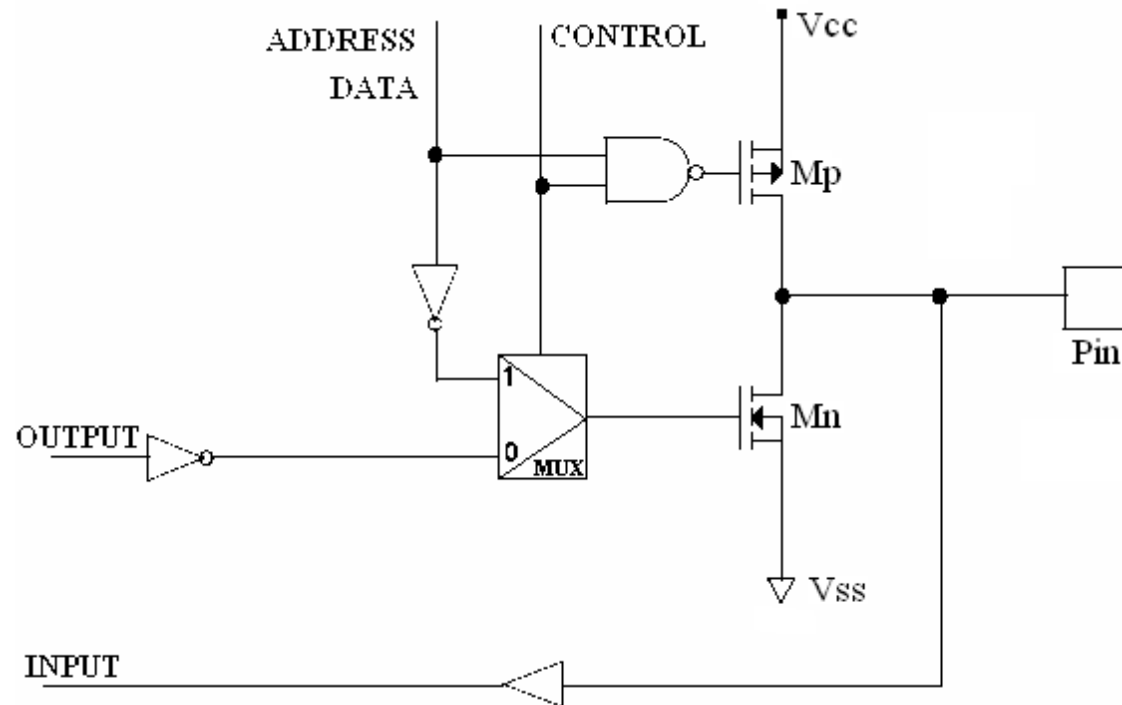 ADDRESS
DATA
CONTROL
Vcc
Mp
Pin
1
0
MUX
Mn
OUTPUT
Vss
INPUT